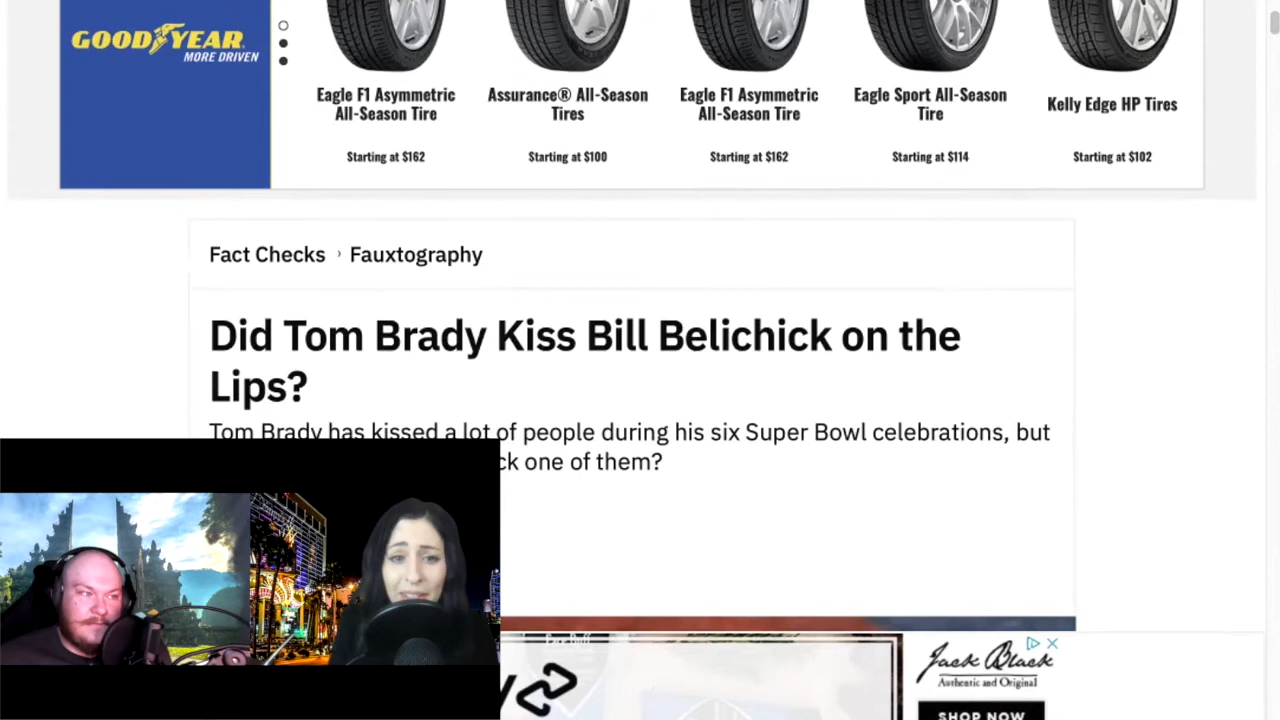 GOODYEAR
MORE DRIVEN
Eagle F1 Asymmetric
All-Season Tire
Starting at $162
Assurance® All-Season
Tires
Starting at $100
Eagle F1 Asymmetric
All-Season Tire
Starting at $162
Eagle Sport All-Season
Tire
Starting at $114
Kelly Edge HP Tires
Starting at $102
Fact Checks › Fauxtography
Did Tom Brady Kiss Bill Belichick on the
Lips?
Tom Brady has kissed a lot of people during his six Super Bowl celebrations, but
ck one of them?
Jack Black
Authentic and Original
SHOP NOW